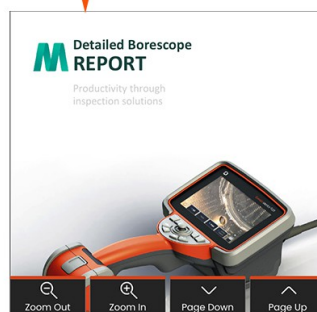 Detailed Borescope
REPORT
Productivity through
inspection solutions
Zoom Out
Zoom In
Page Down
Page Up